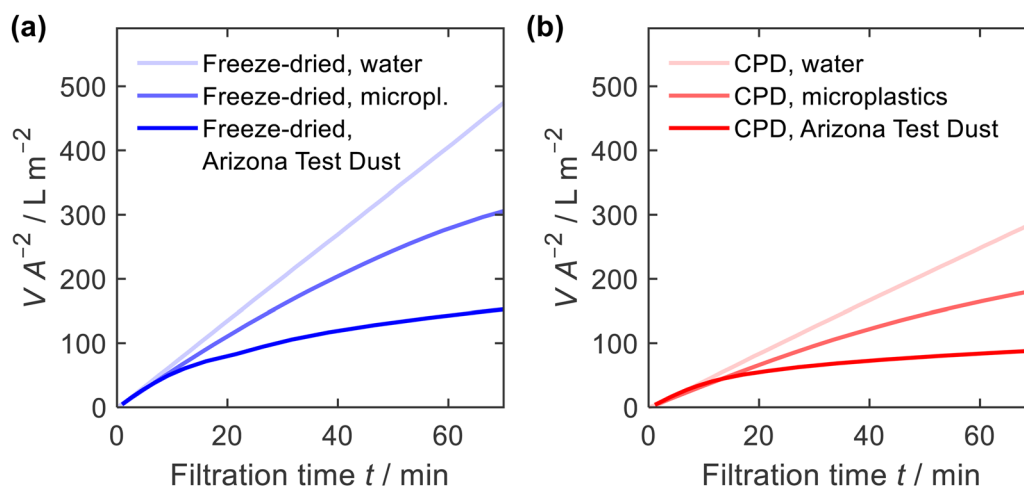 (a)
Freeze-dried, water
Freeze-dried, micropl.
Freeze-dried,
Arizona Test Dust
V A⁻² / L m⁻²
500
400
300
200
100
0
0 20 40 60
Filtration time t / min
(b)
CPD, water
CPD, microplastics
CPD, Arizona Test Dust
V A⁻² / L m⁻²
500
400
300
200
100
0
0 20 40 60
Filtration time t / min